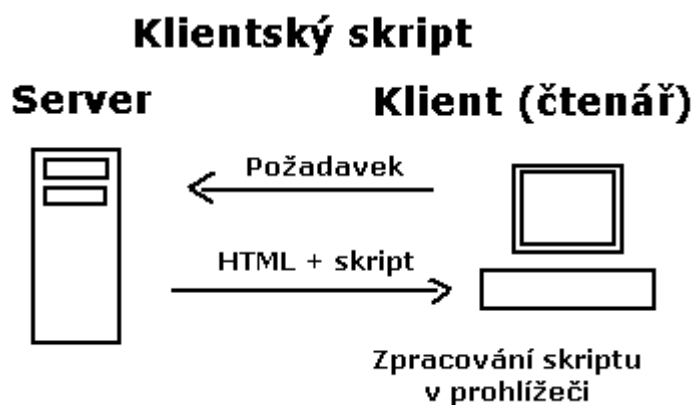 Klientský skript
Server
Klient (čtenář)
Požadavek
HTML + skript
Zpracování skriptu
v prohlížeči